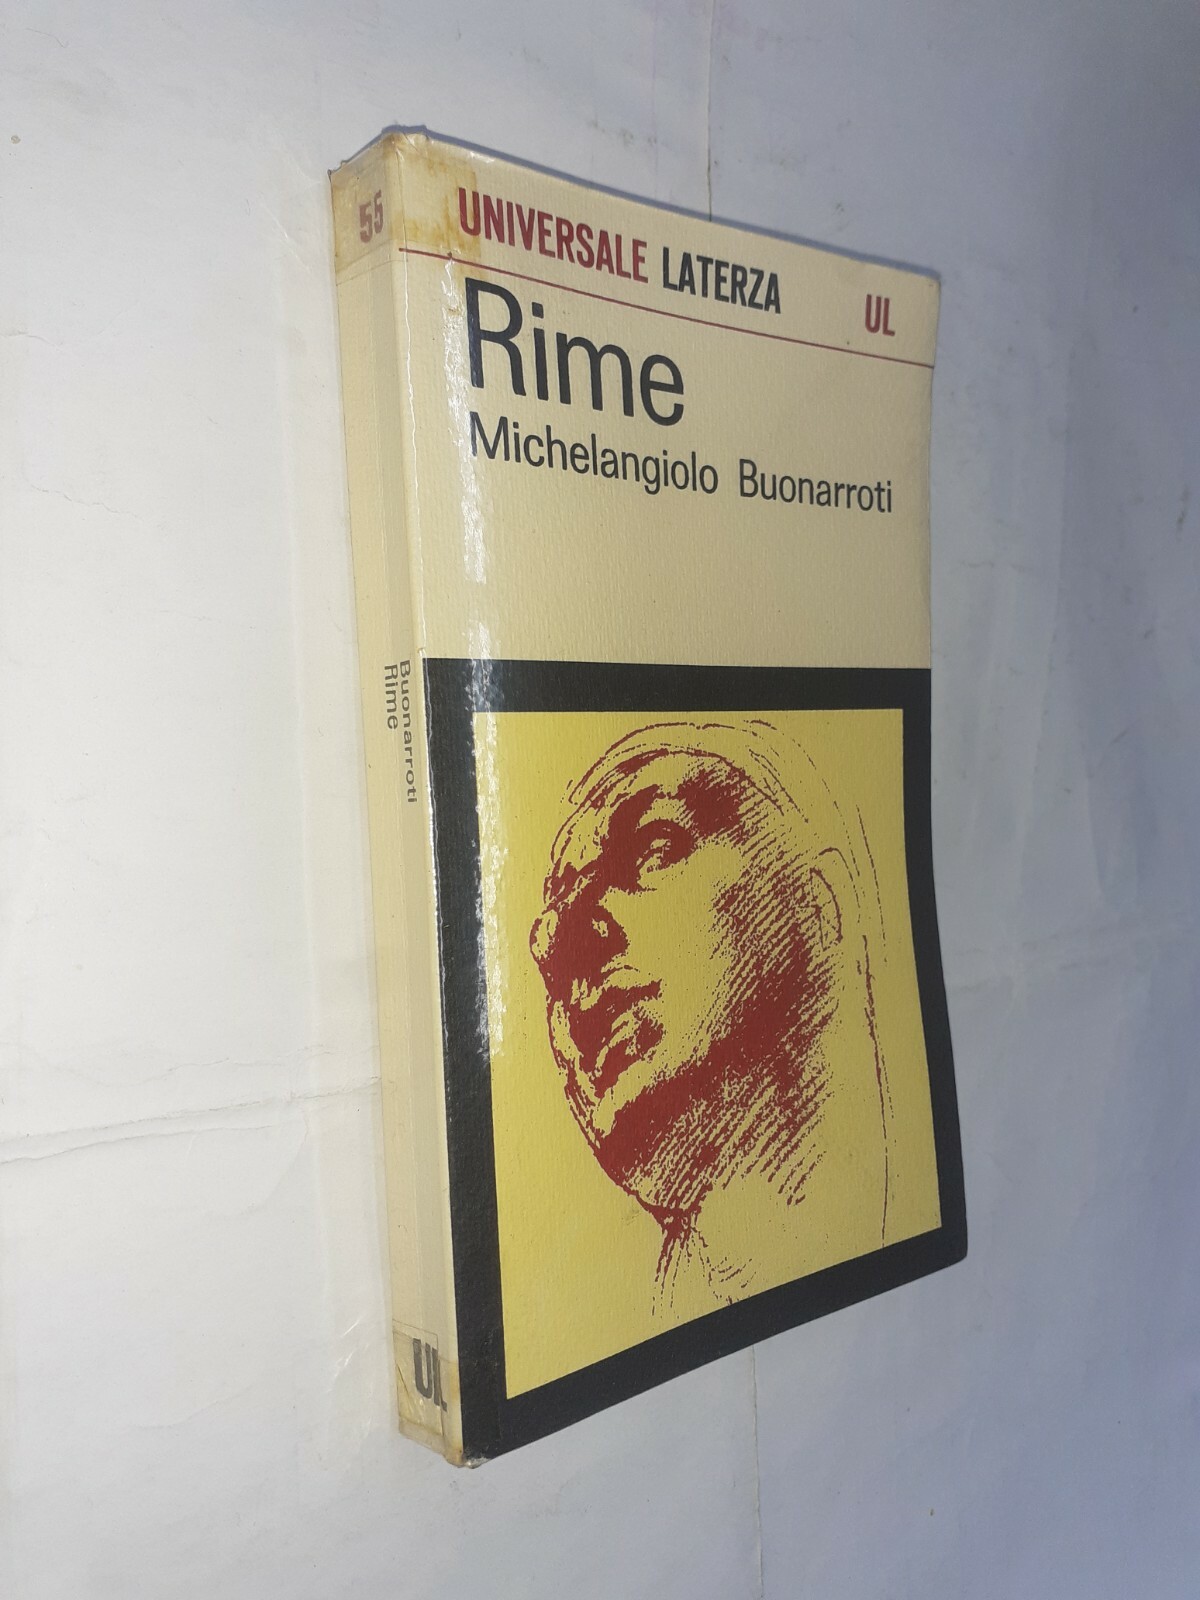 55
UNIVERSALE LATERZA UL
Rime
Michelangiolo Buonarroti
Buonarroti
Rime
UL